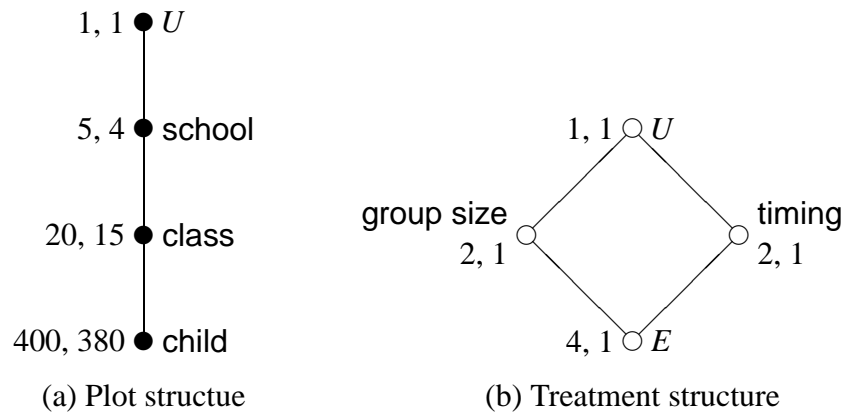 1, 1 U
5, 4 school
20, 15 class
400, 380 child
(a) Plot structue
1, 1 U
group size
2, 1
timing
2, 1
4, 1 E
(b) Treatment structure